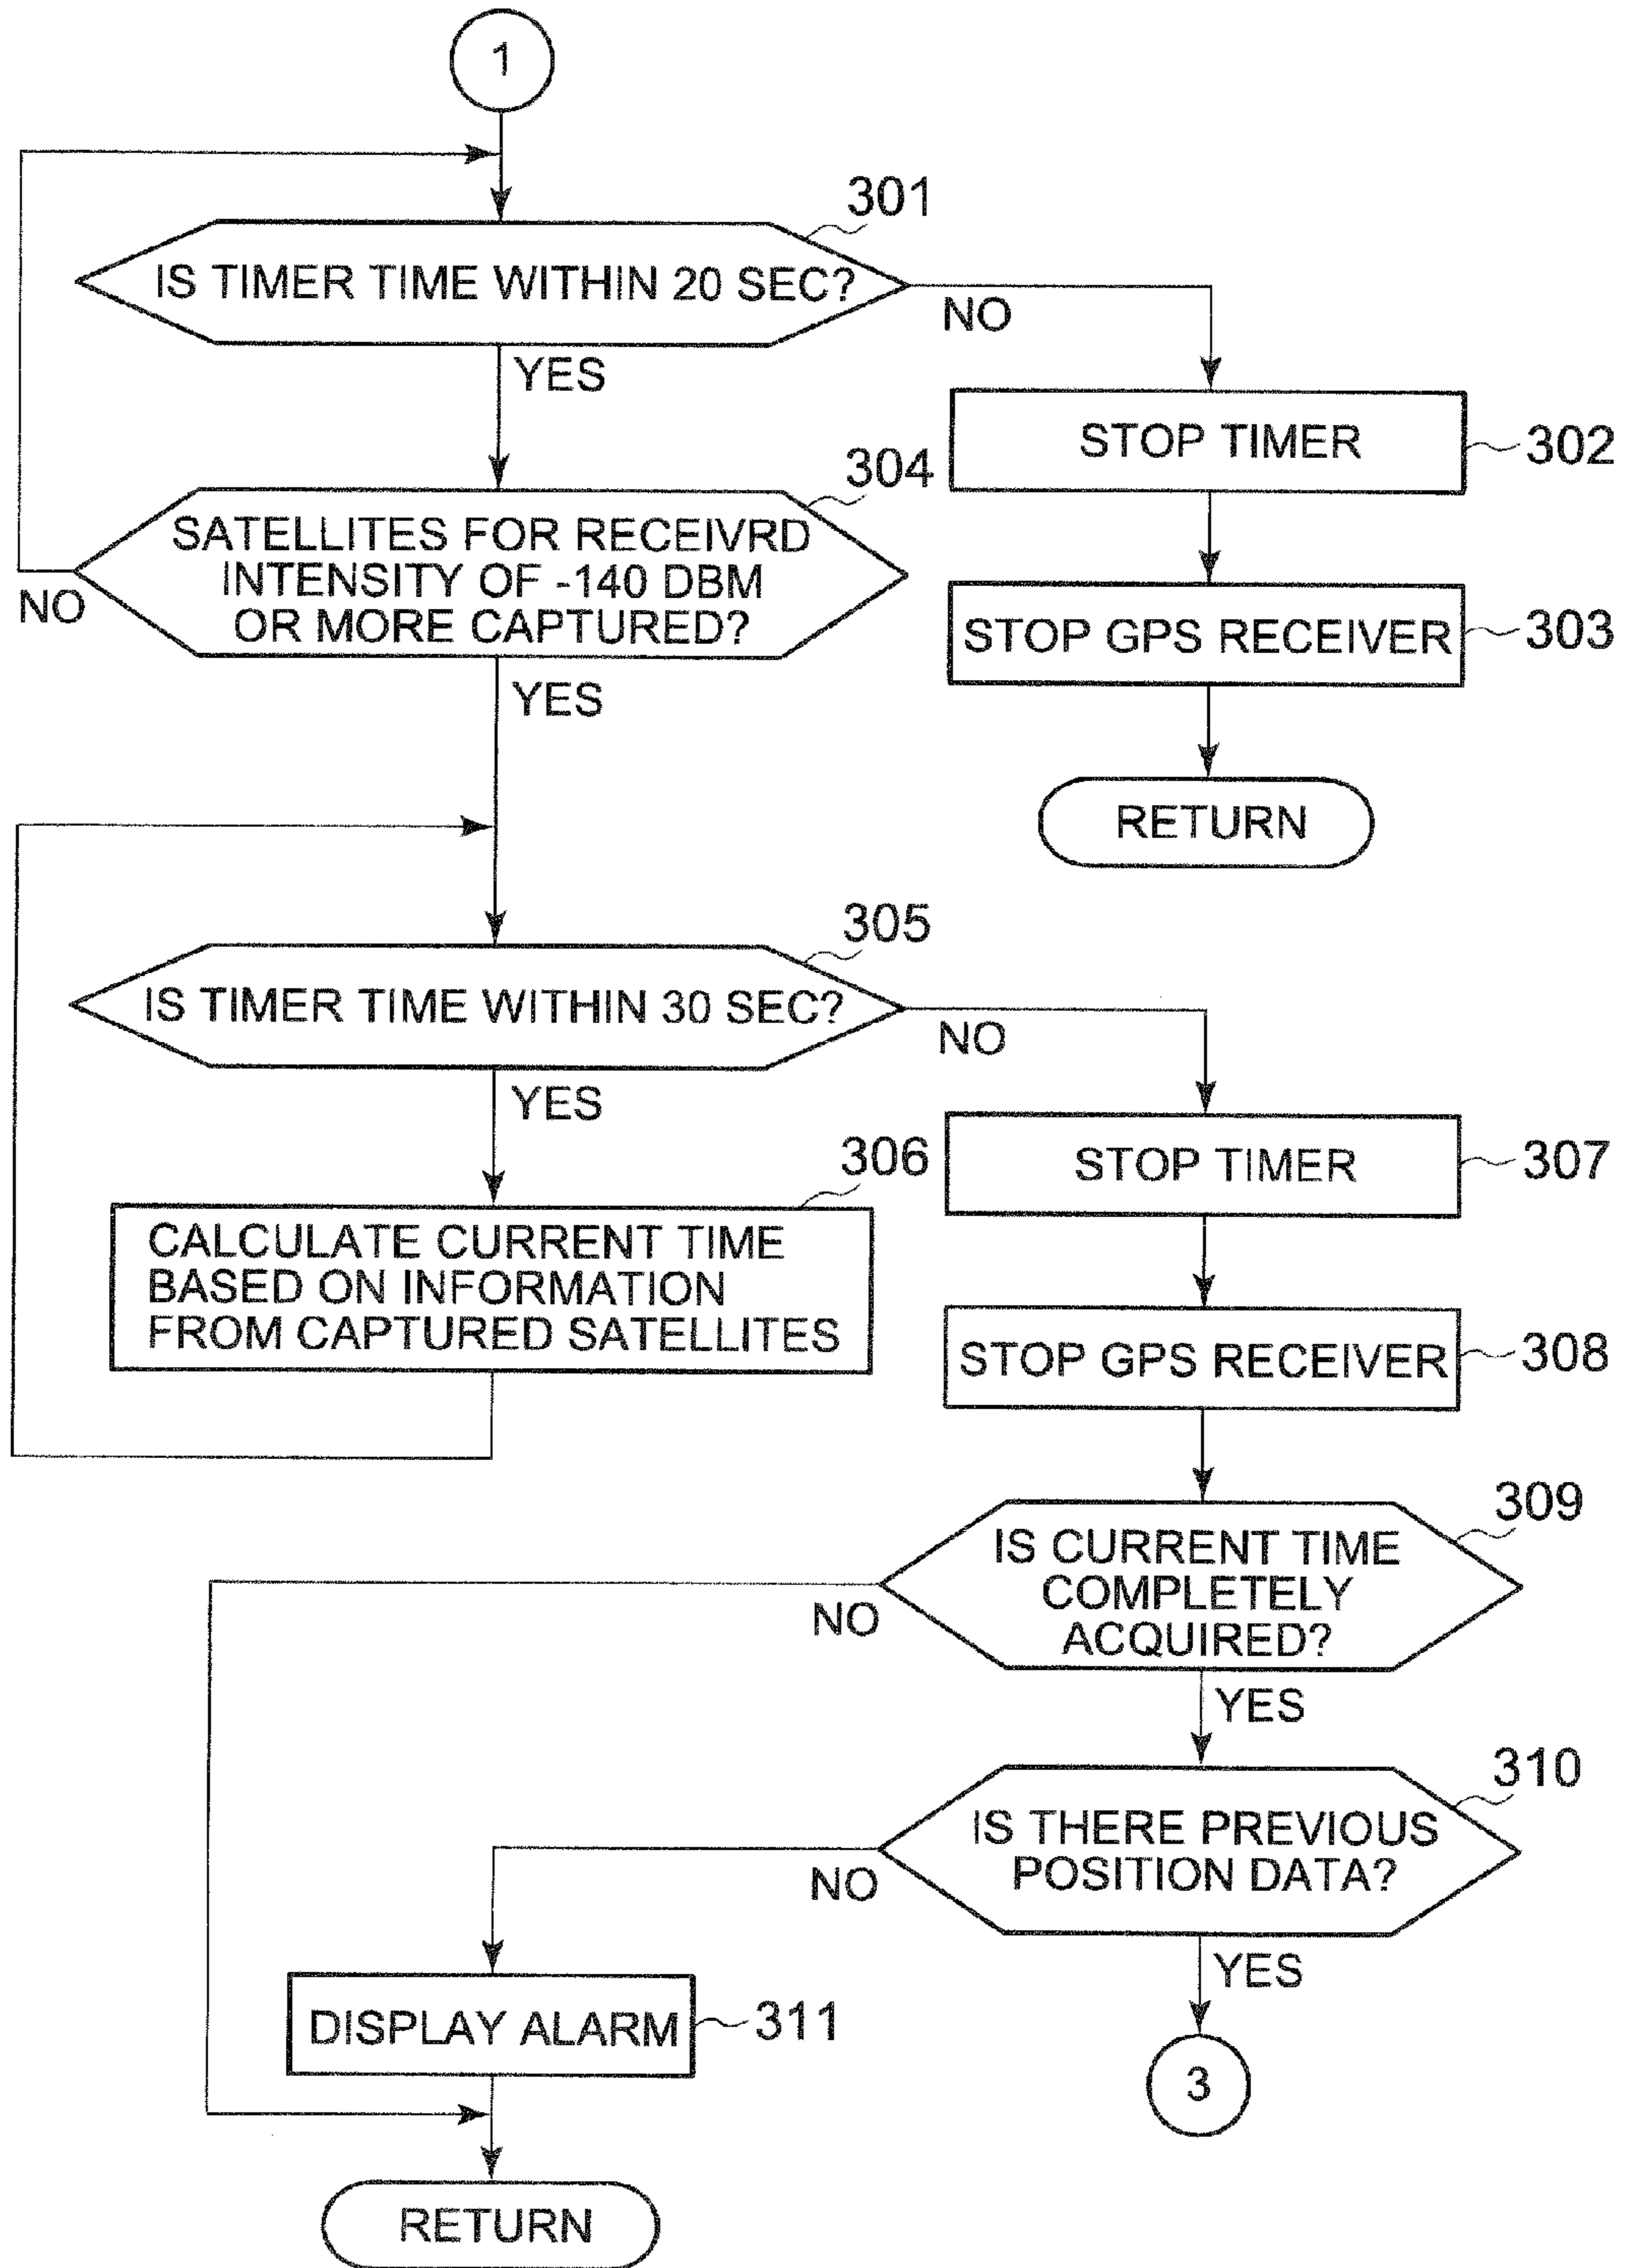 1
301
IS TIMER TIME WITHIN 20 SEC?
NO
YES
STOP TIMER
302
304
SATELLITES FOR RECEIVRD
INTENSITY OF -140 DBM
OR MORE CAPTURED?
NO
YES
STOP GPS RECEIVER
303
RETURN
305
IS TIMER TIME WITHIN 30 SEC?
NO
YES
306
CALCULATE CURRENT TIME
BASED ON INFORMATION
FROM CAPTURED SATELLITES
STOP TIMER
307
STOP GPS RECEIVER
308
309
IS CURRENT TIME
COMPLETELY
ACQUIRED?
NO
YES
310
IS THERE PREVIOUS
POSITION DATA?
NO
YES
DISPLAY ALARM
311
3
RETURN